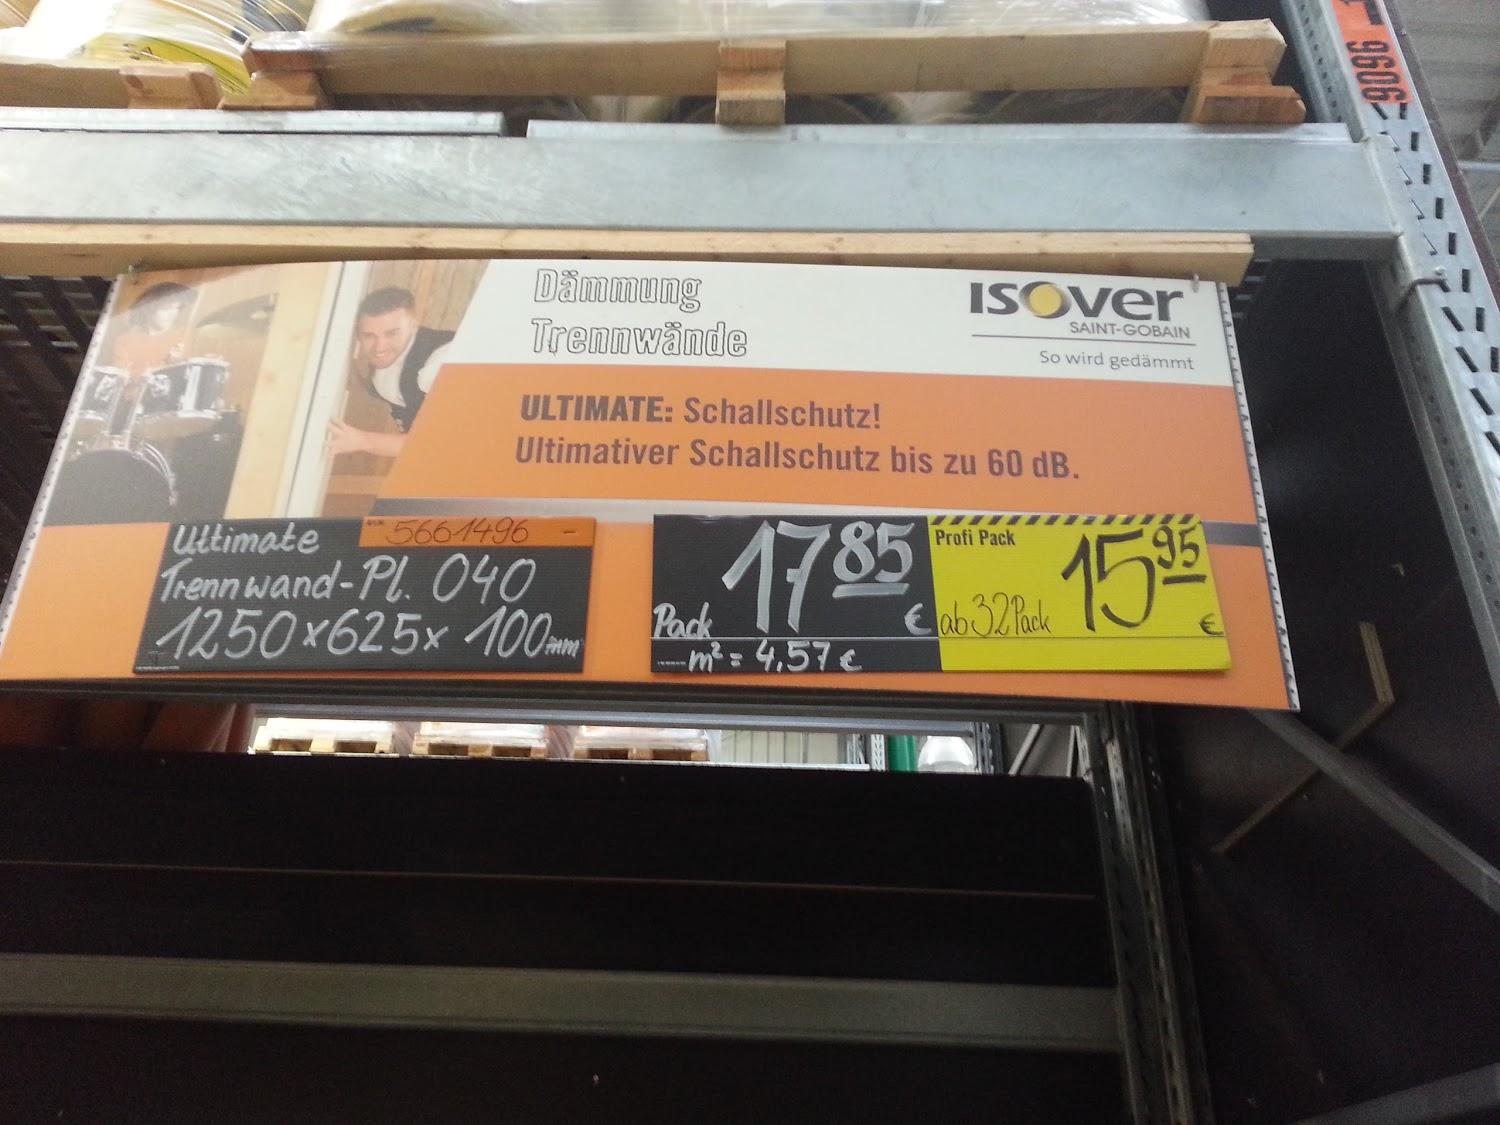 9096
Dämmung
Trennwände
ISOVER
SAINT-GOBAIN
So wird gedämmt
ULTIMATE: Schallschutz!
Ultimativer Schallschutz bis zu 60 dB.
5661496 -
Ultimate
Trennwand-Pl. 040
1250x625x 100mm
17 85
Pack €
m² = 4,57 €
Profi Pack
15 95
ab 32 Pack €